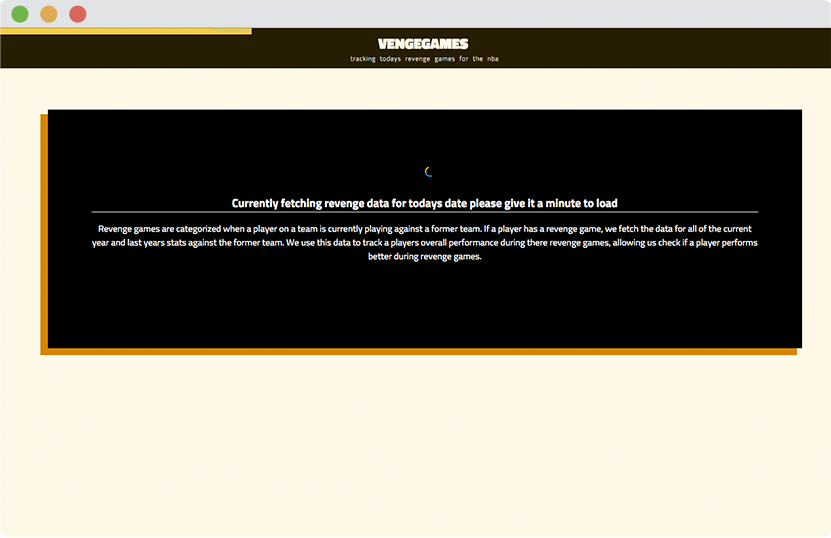 VENGEGAMES
tracking todays revenge games for the nba
Currently fetching revenge data for todays date please give it a minute to load
Revenge games are categorized when a player on a team is currently playing against a former team. If a player has a revenge game, we fetch the data for all of the current
year and last years stats against the former team. We use this data to track a players overall performance during there revenge games, allowing us check if a player performs
better during revenge games.